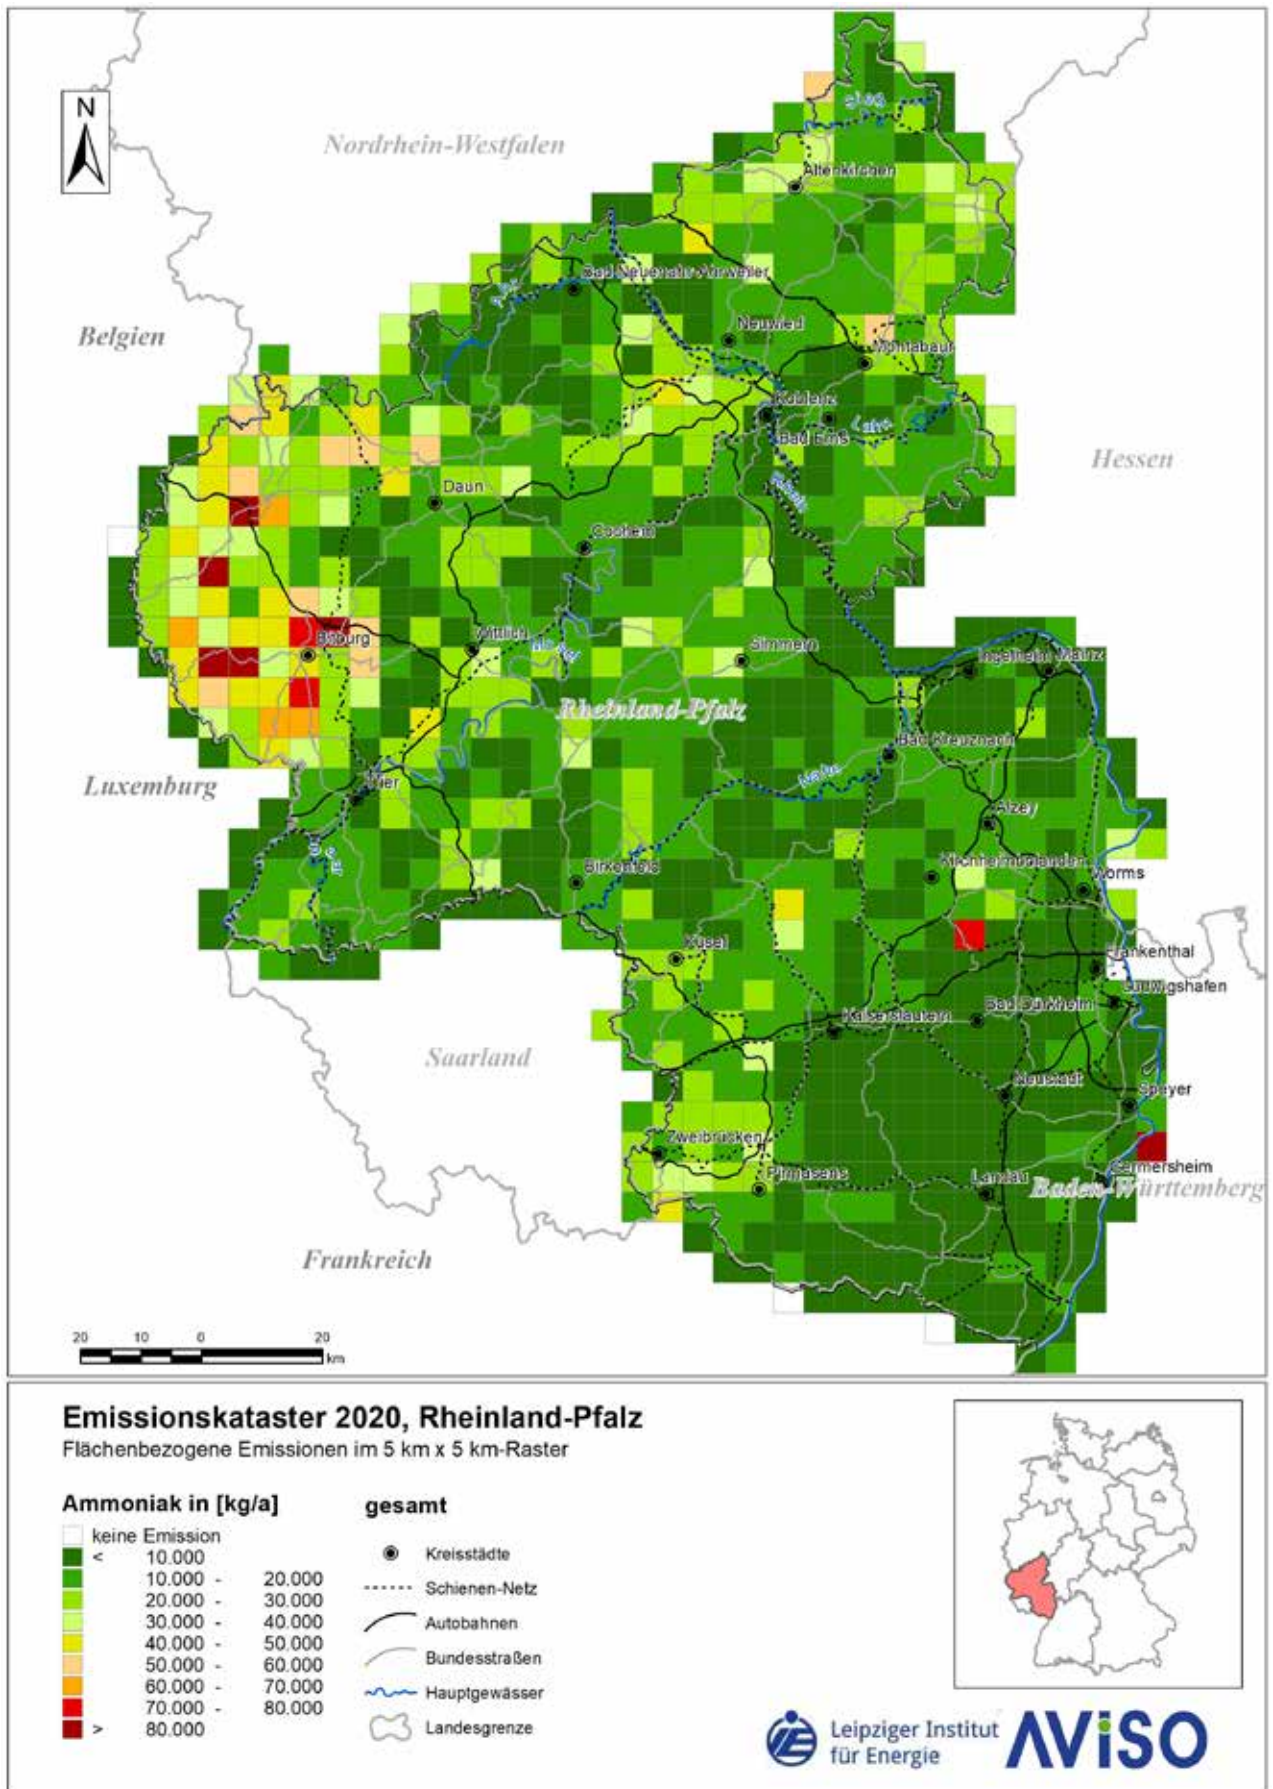 N
Nordrhein-Westfalen
Sieg
Altenkirchen
Ahr
Bad Neuenahr-Ahrweiler
Belgien
Neuwied
Montabaur
Koblenz
Lahn
Bad Ems
Hessen
Rhein
Daun
Cochem
Bitburg
Wittlich
Mosel
Simmern
Ingelheim
Mainz
Rheinland-Pfalz
Bad Kreuznach
Luxemburg
Trier
Nahe
Alzey
Saar
Birkenfeld
Kirchheimbolanden
Worms
Kusel
Frankenthal
Ludwigshafen
Bad Dürkheim
Kaiserslautern
Saarland
Neustadt
Speyer
Zweibrücken
Pirmasens
Germersheim
Landau
Baden-Württemberg
Frankreich
20 10 0 20
km
Emissionskataster 2020, Rheinland-Pfalz
Flächenbezogene Emissionen im 5 km x 5 km-Raster
Ammoniak in [kg/a]
keine Emission
< 10.000
10.000 - 20.000
20.000 - 30.000
30.000 - 40.000
40.000 - 50.000
50.000 - 60.000
60.000 - 70.000
70.000 - 80.000
> 80.000
gesamt
Kreisstädte
Schienen-Netz
Autobahnen
Bundesstraßen
Hauptgewässer
Landesgrenze
Leipziger Institut
für Energie
AViSO